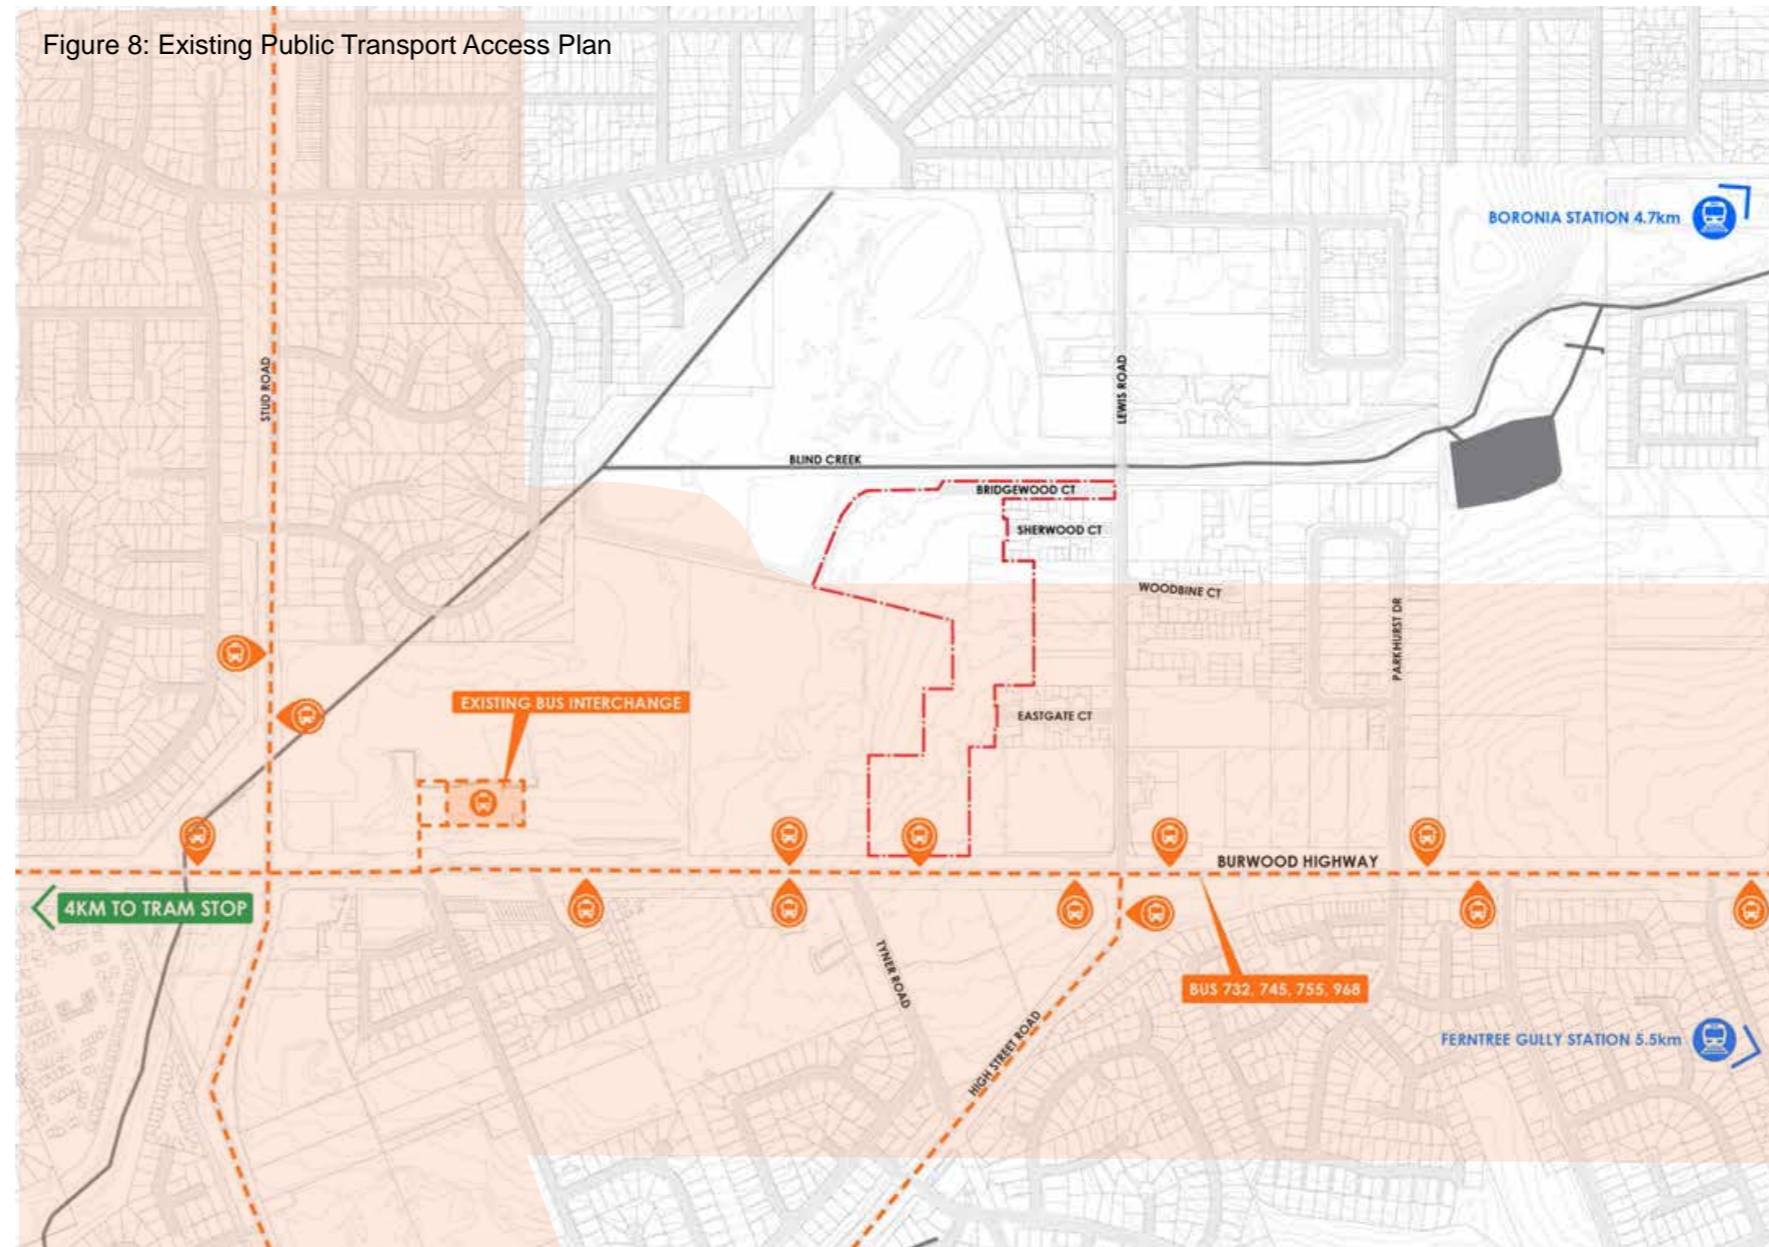 Figure 8: Existing Public Transport Access Plan
BORONIA STATION 4.7km
STUD ROAD
LEWIS ROAD
BLIND CREEK
BRIDGEWOOD CT
SHERWOOD CT
WOODBINE CT
PARKHURST DR
EXISTING BUS INTERCHANGE
EASTGATE CT
BURWOOD HIGHWAY
4KM TO TRAM STOP
TYNER ROAD
BUS 732, 745, 755, 968
HIGH STREET ROAD
FERNTREE GULLY STATION 5.5km